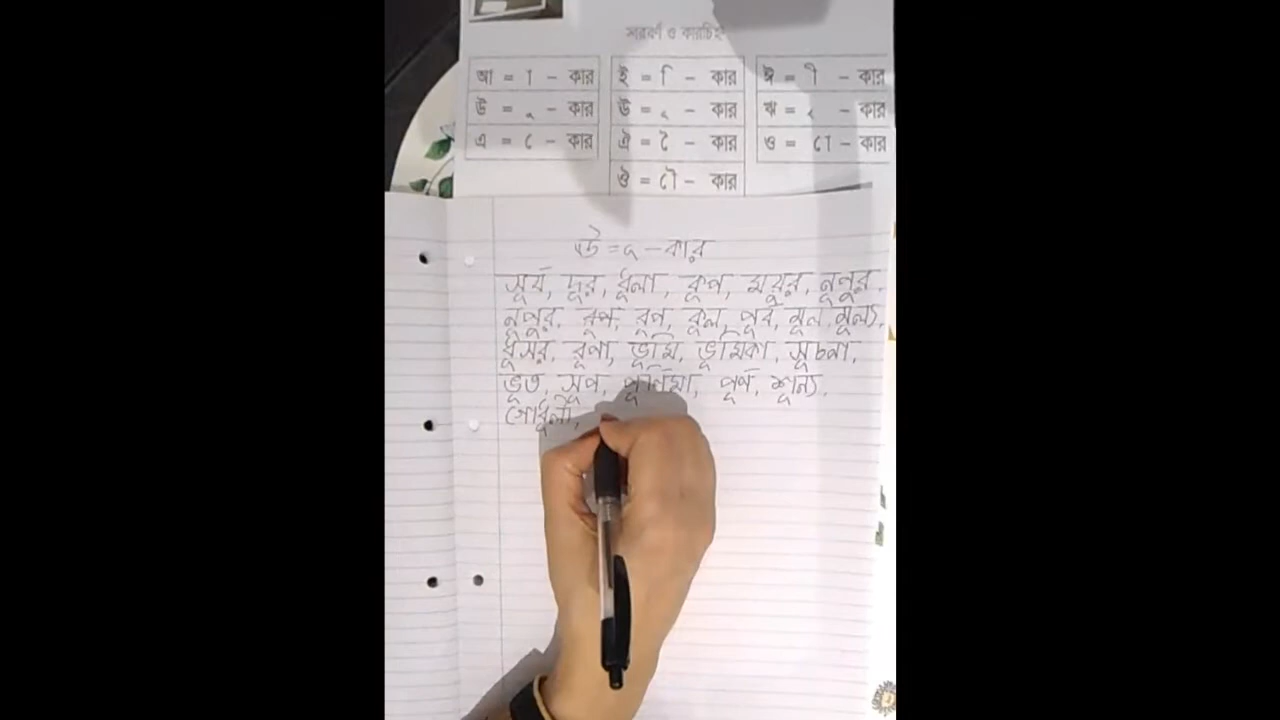 স্বরবর্ণ ও কারচিহ্ন
আ = া - কার ই = ি - কার ঈ = ী - কার
উ = ু - কার ঊ = ূ - কার ঋ = ৃ - কার
এ = ে - কার ঐ = ৈ - কার ও = ো - কার
ঔ = ৌ - কার
ঊ = ূ - কার
সূর্য, দূর, ধূলা, কূপ, ময়ূর, নূপুর,
নূপুর, রূপ, রূপ, কূল, পূর্ব, মূল, মূল্য,
ধূসর, রূপা, ভূমি, ভূমিকা, সূচনা,
ভূত, সূপ, পূর্ণিমা, পূর্ণ, শূন্য,
গোধূলী,